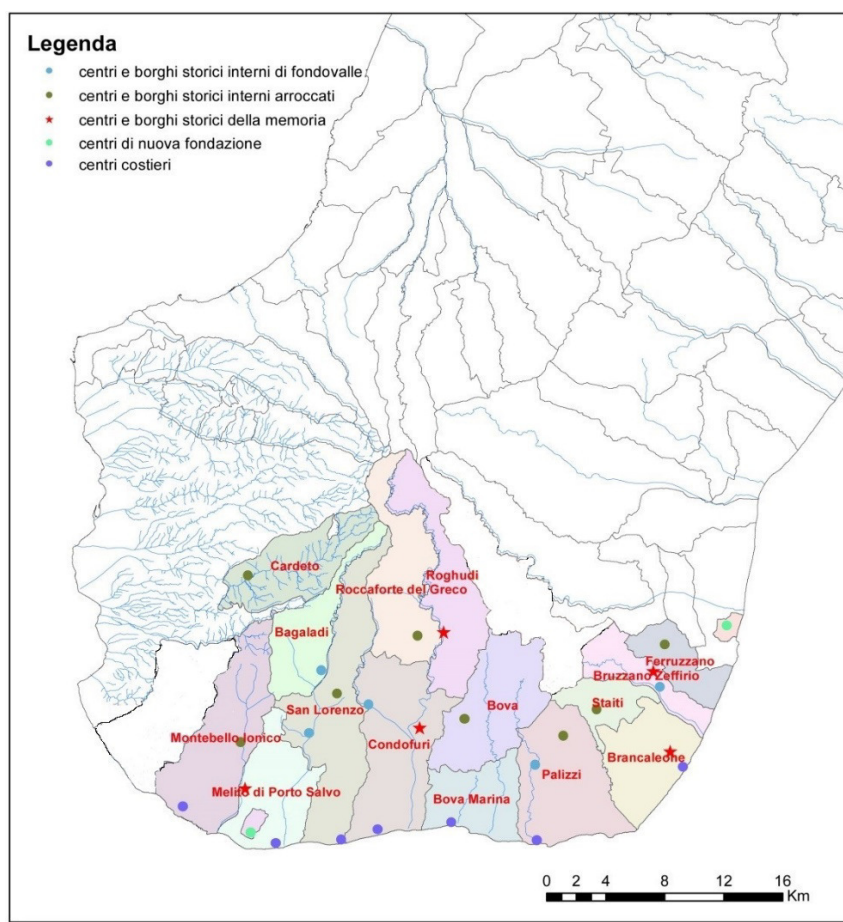 Legenda
centri e borghi storici interni di fondovalle
centri e borghi storici interni arroccati
centri e borghi storici della memoria
centri di nuova fondazione
centri costieri
Cardeto
Roghudi
Roccaforte del Greco
Bagaladi
Ferruzzano
Bruzzano Zeffirio
Staiti
Bova
San Lorenzo
Montebello Ionico
Condofuri
Brancaleone
Palizzi
Melito di Porto Salvo
Bova Marina
0 2 4 8 12 16
Km